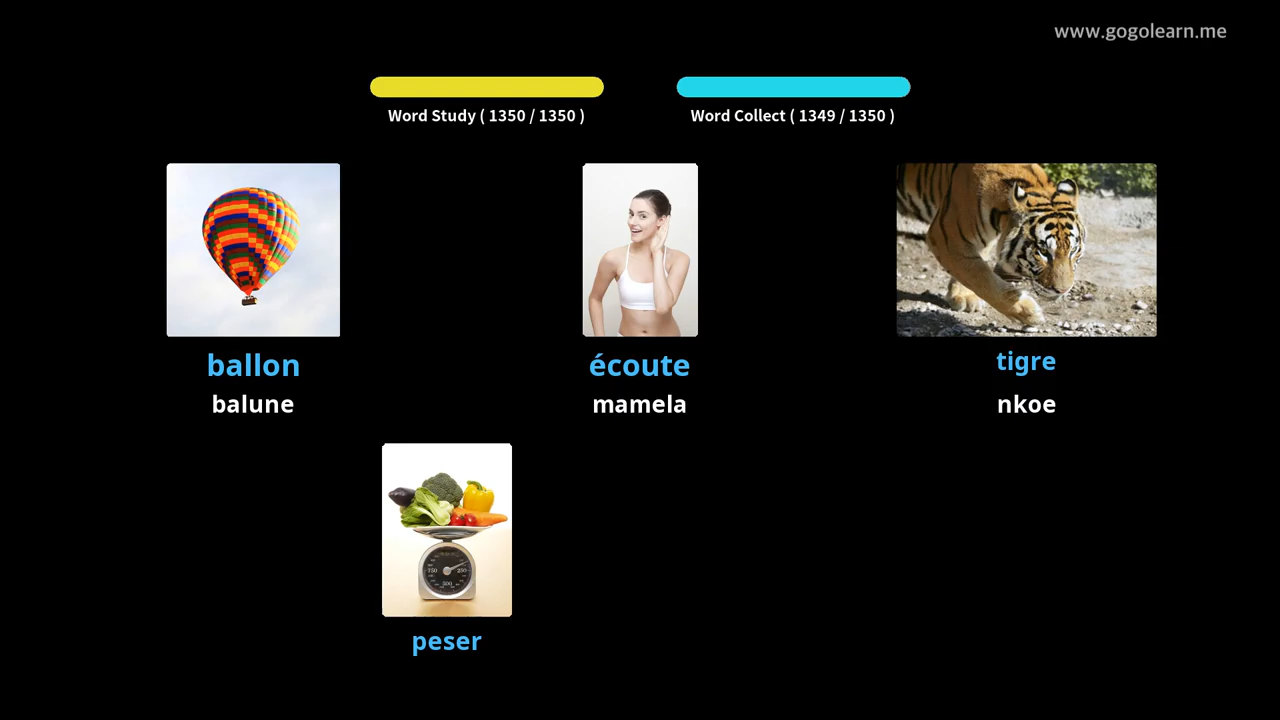 www.gogolearn.me
Word Study ( 1350 / 1350 )
Word Collect ( 1349 / 1350 )
ballon
écoute
tigre
balune
mamela
nkoe
peser